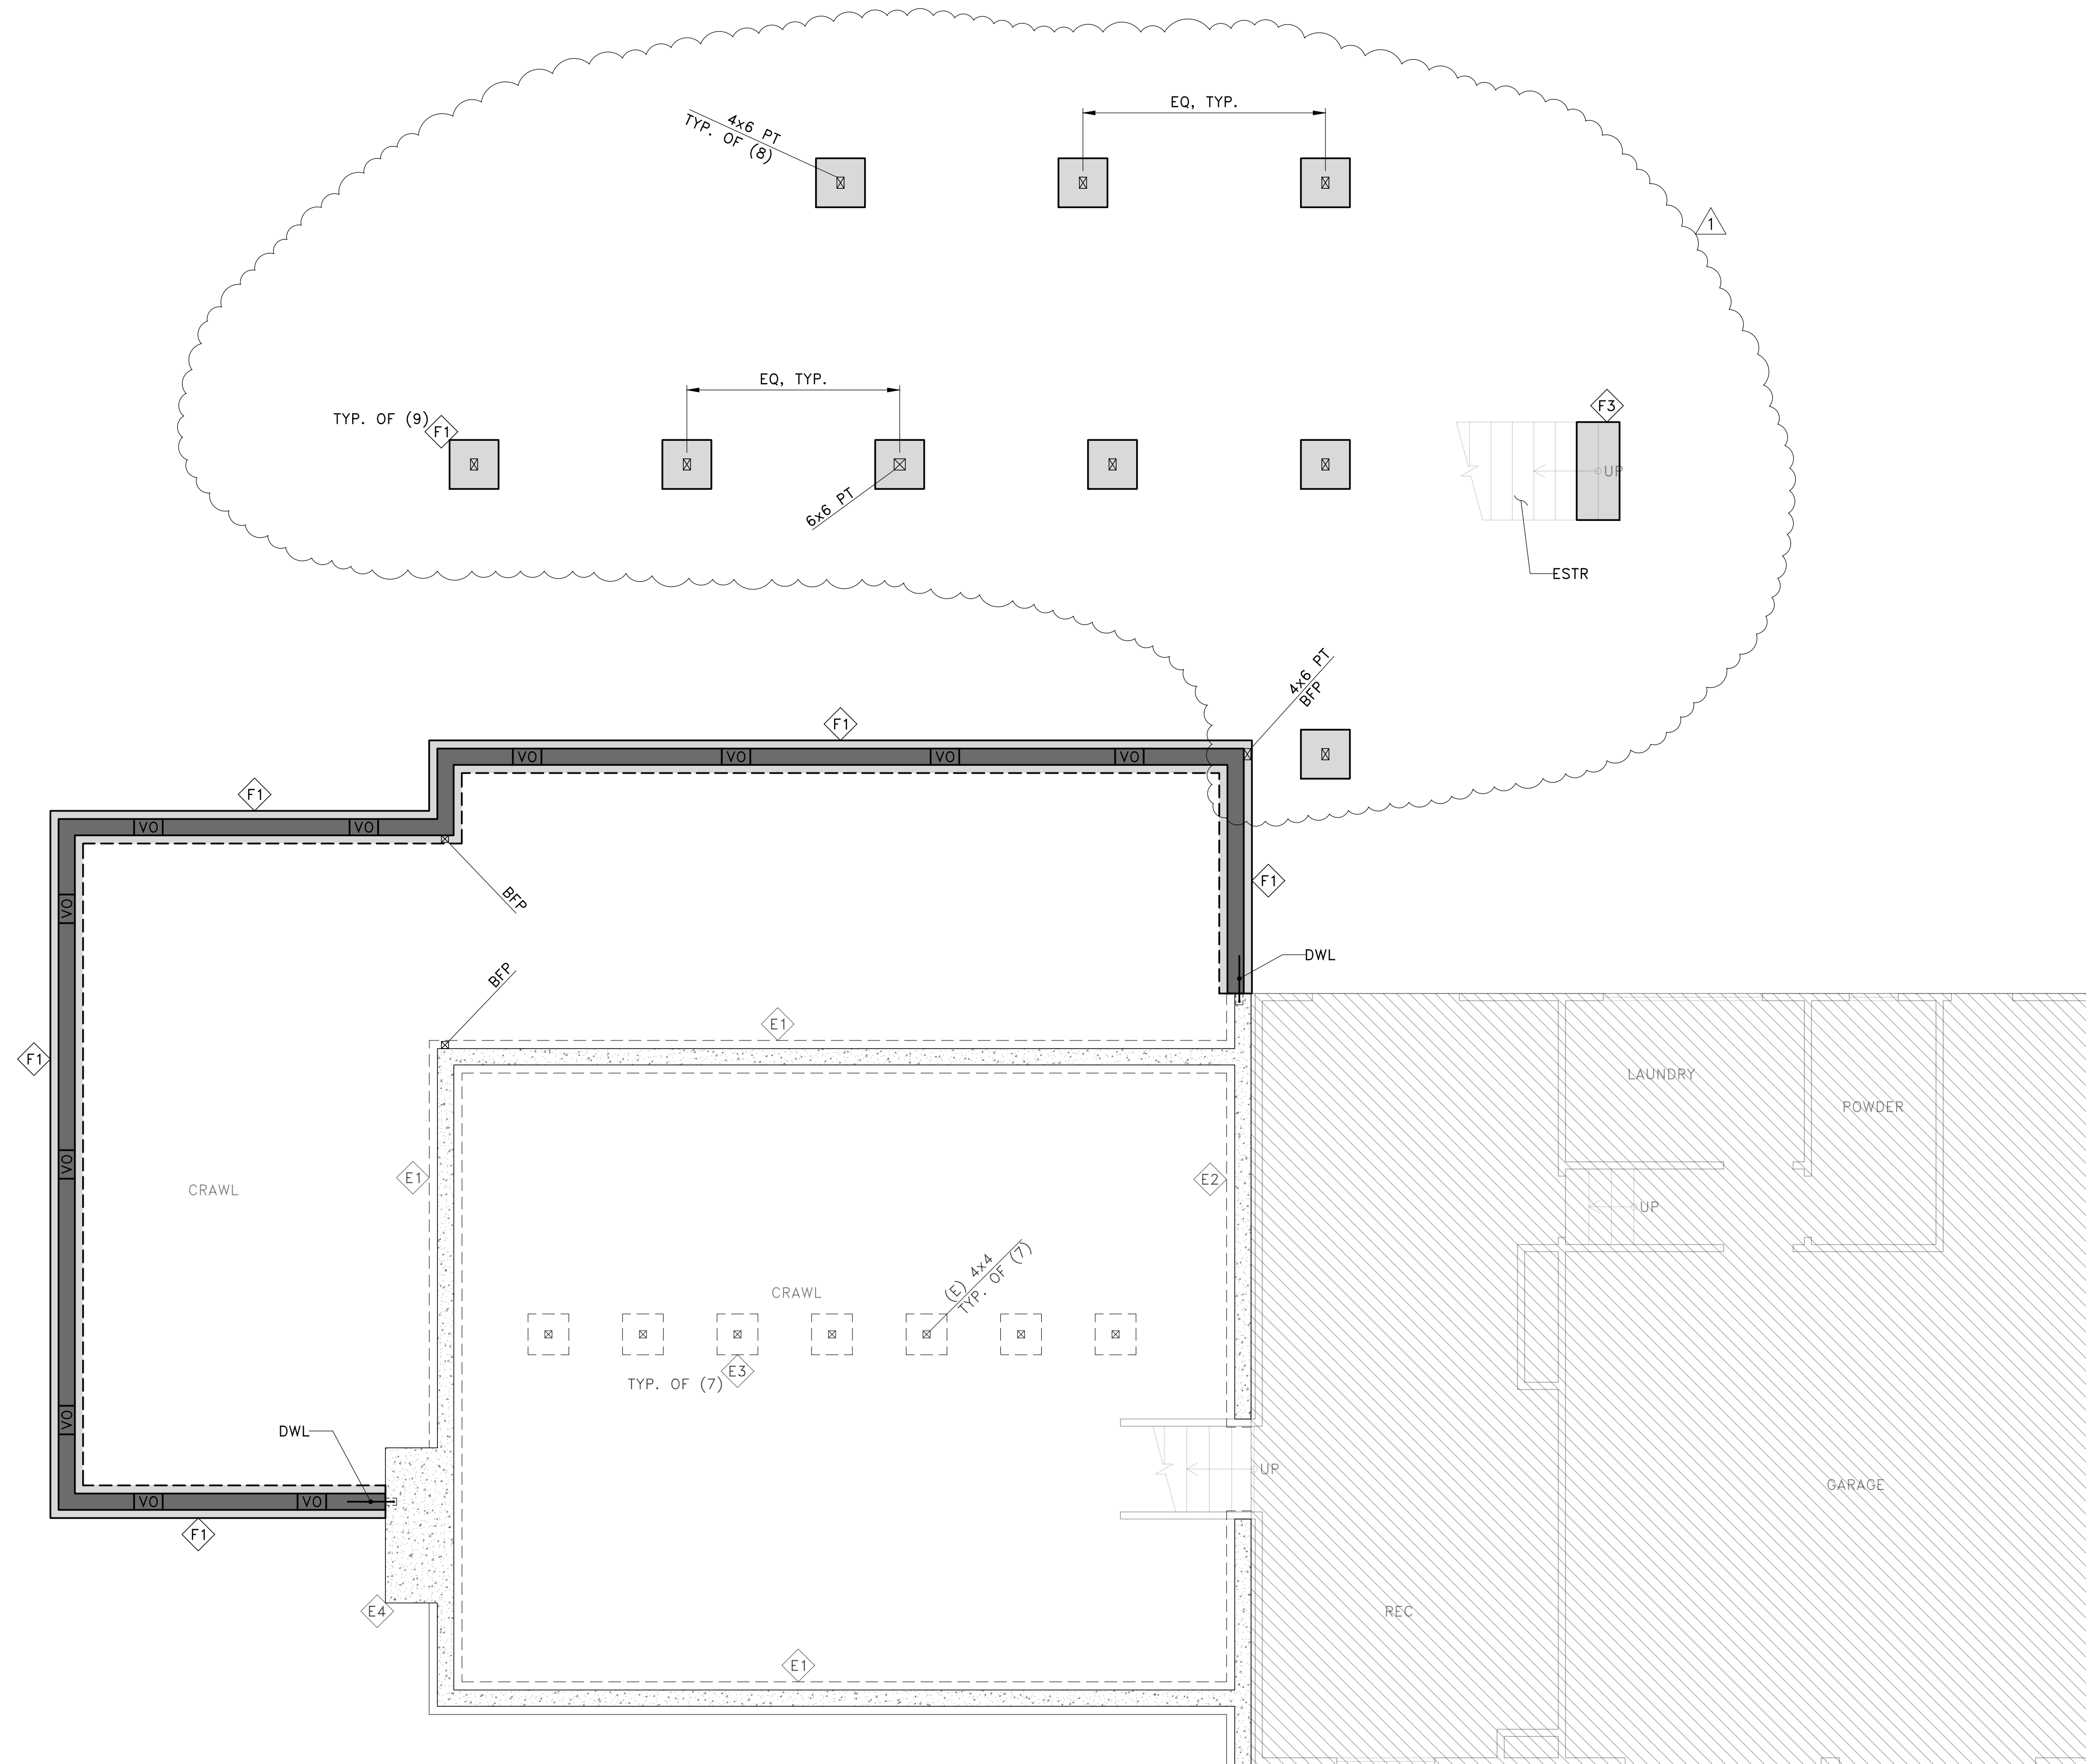 EQ, TYP.
4x6 PT
TYP. OF (8)
1
EQ, TYP.
TYP. OF (9)
F1
F3
UP
6x6 PT
ESTR
4x6 PT
BFP
F1
VO
VO
VO
VO
F1
VO
VO
F1
VO
BFP
DWL
BFP
E1
LAUNDRY
POWDER
F1
VO
E1
E2
CRAWL
UP
(E) 4x4
TYP. OF (7)
CRAWL
E3
TYP. OF (7)
VO
DWL
UP
GARAGE
VO
VO
F1
E4
REC
E1